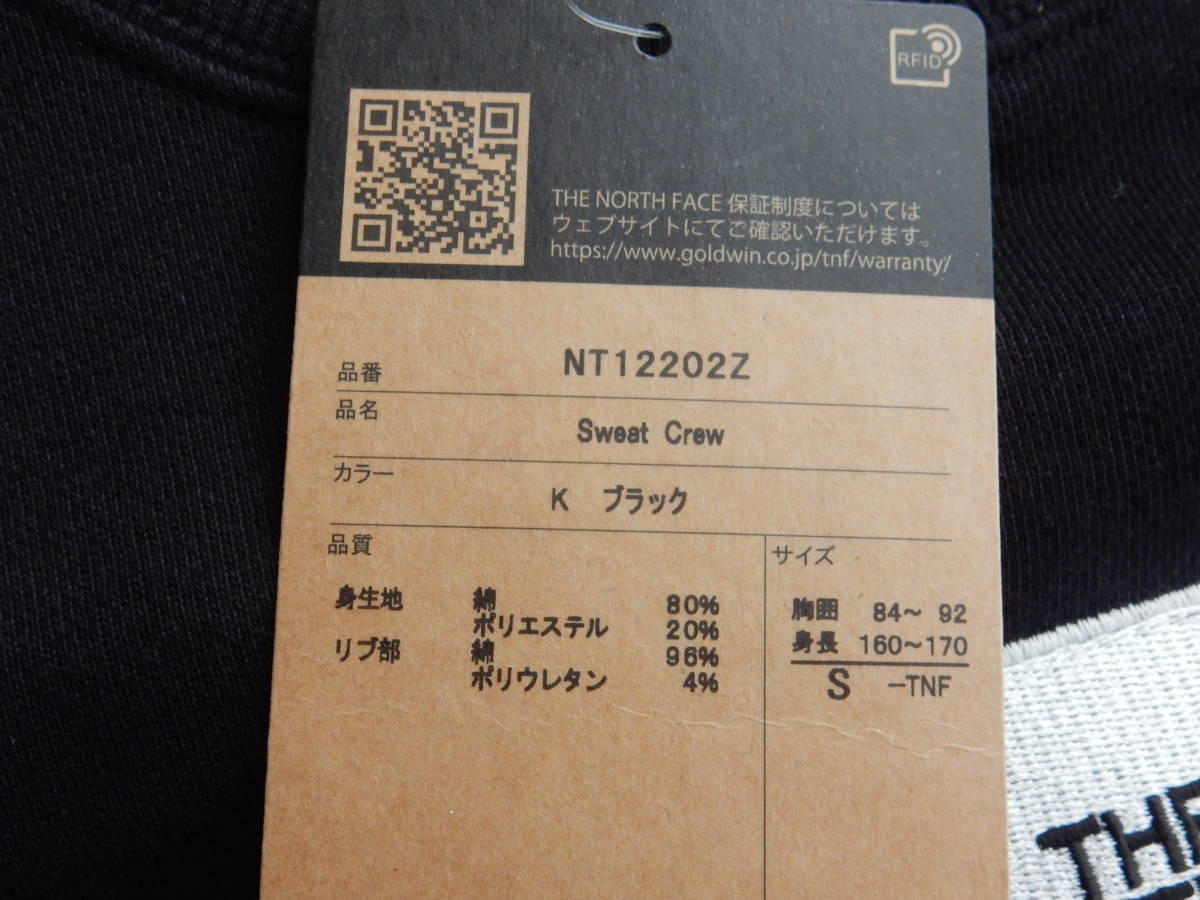 RFID
THE NORTH FACE 保証制度については
ウェブサイトにてご確認いただけます。
https://www.goldwin.co.jp/tnf/warranty/
品番 NT12202Z
品名
Sweat Crew
カラー
K ブラック
品質
サイズ
身生地 綿 80%
ポリエステル 20%
リブ部 綿 96%
ポリウレタン 4%
胸囲 84〜 92
身長 160〜170
S -TNF
THE